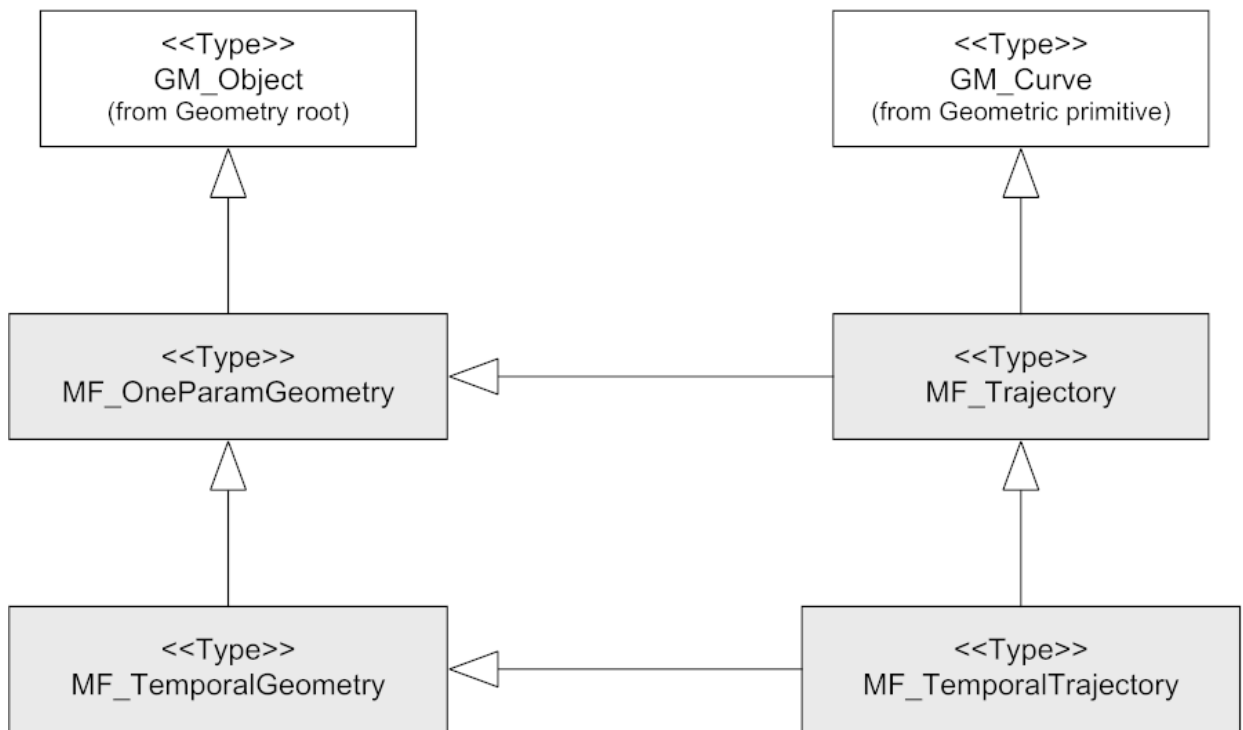 <<Type>>
GM_Object
(from Geometry root)
<<Type>>
GM_Curve
(from Geometric primitive)
<<Type>>
MF_OneParamGeometry
<<Type>>
MF_Trajectory
<<Type>>
MF_TemporalGeometry
<<Type>>
MF_TemporalTrajectory